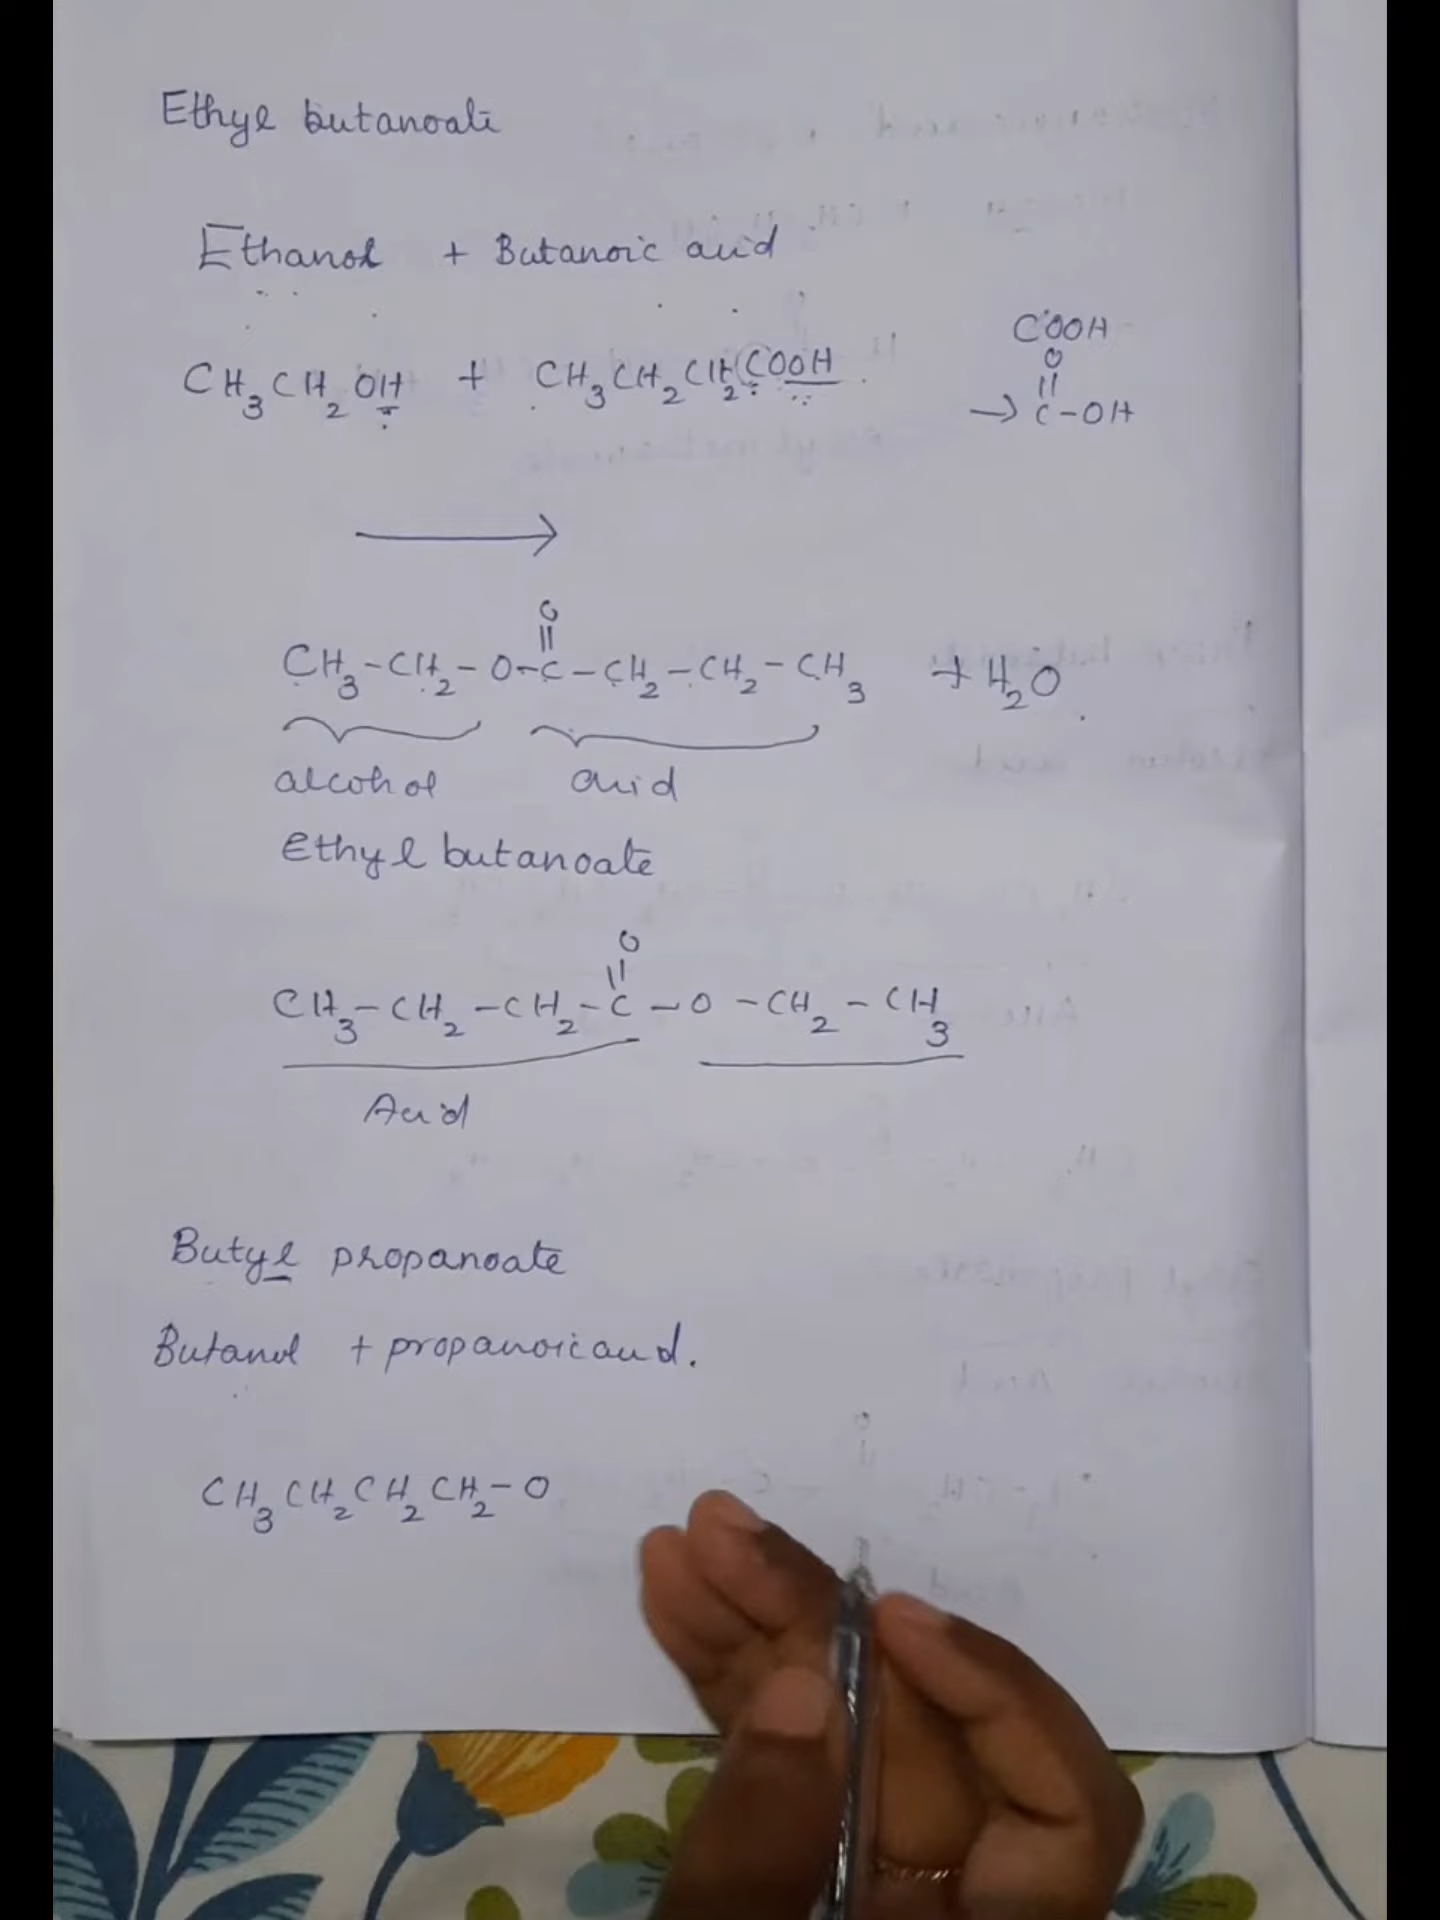 Ethyl butanoate
Ethanol + Butanoic acid
CH₃CH₂OH + CH₃CH₂CH₂COOH
COOH
O
||
→ C-OH
→
O
||
CH₃-CH₂-O-C-CH₂-CH₂-CH₃ + H₂O
alcohol acid
Ethyl butanoate
O
||
CH₃-CH₂-CH₂-C-O-CH₂-CH₃
Acid
Butyl propanoate
Butanol + propanoic acid.
CH₃CH₂CH₂CH₂-O